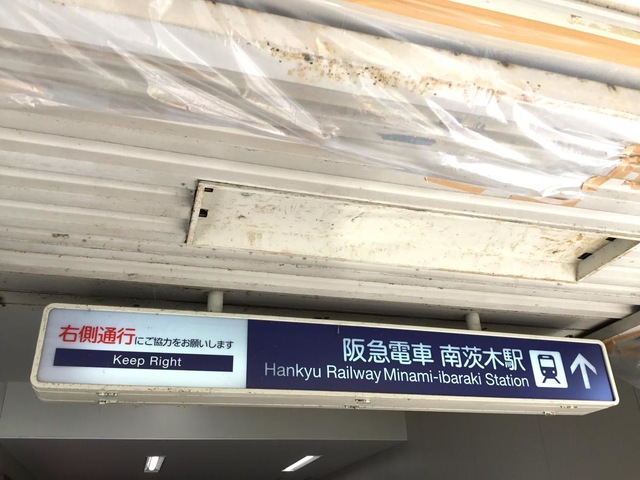 右側通行にご協力をお願いします
Keep Right
阪急電車 南茨木駅
Hankyu Railway Minami-ibaraki Station